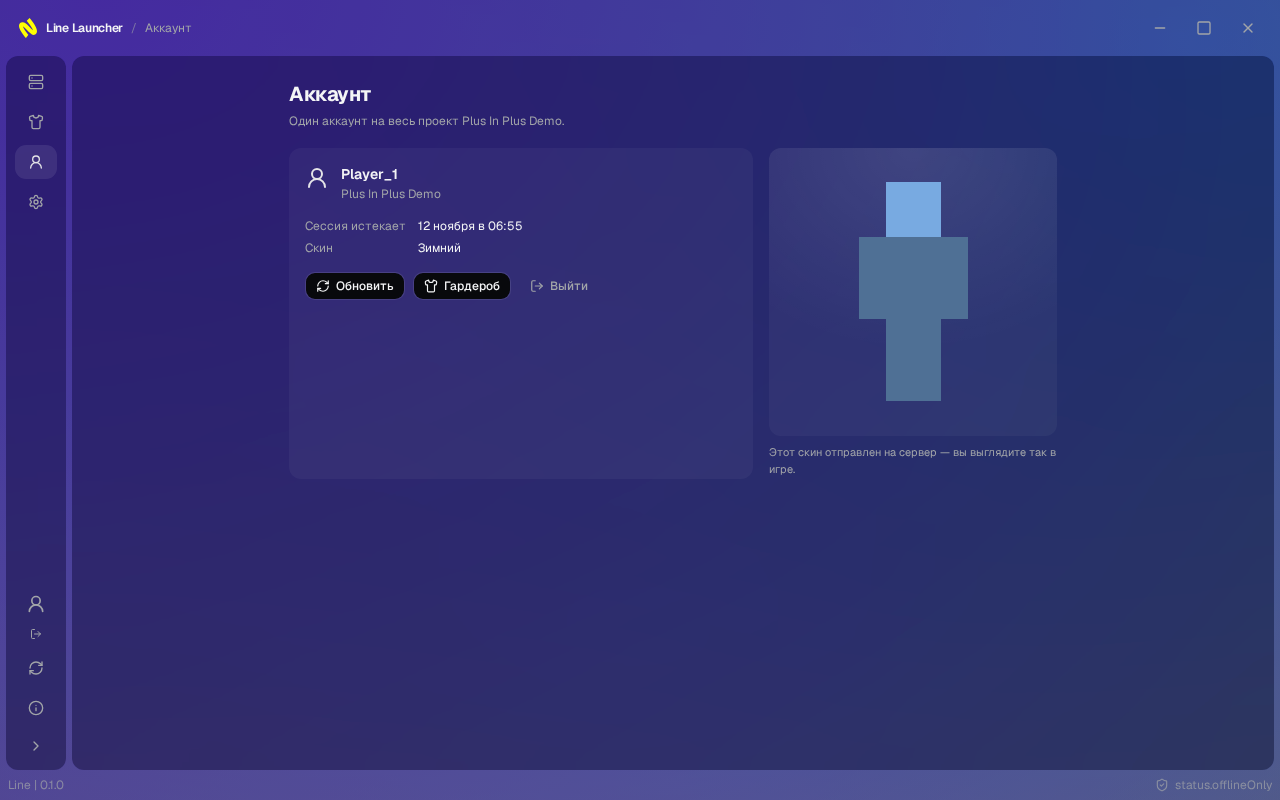 Line Launcher / Аккаунт
Аккаунт
Один аккаунт на весь проект Plus In Plus Demo.
Player_1
Plus In Plus Demo
Сессия истекает 12 ноября в 06:55
Скин Зимний
Обновить Гардероб Выйти
Этот скин отправлен на сервер — вы выглядите так в
игре.
Line | 0.1.0
status.offlineOnly